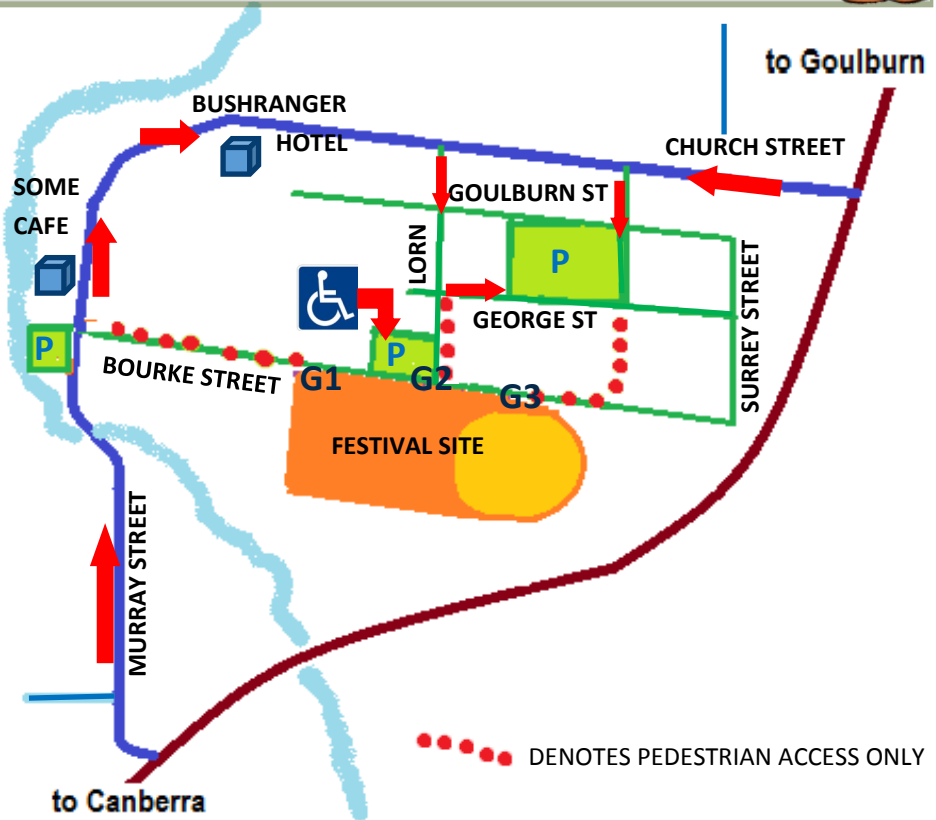 to Goulburn
BUSHRANGER
HOTEL
CHURCH STREET
SOME
CAFE
GOULBURN ST
LORN
P
SURREY STREET
GEORGE ST
P
P
BOURKE STREET
G1
G2
G3
FESTIVAL SITE
MURRAY STREET
DENOTES PEDESTRIAN ACCESS ONLY
to Canberra